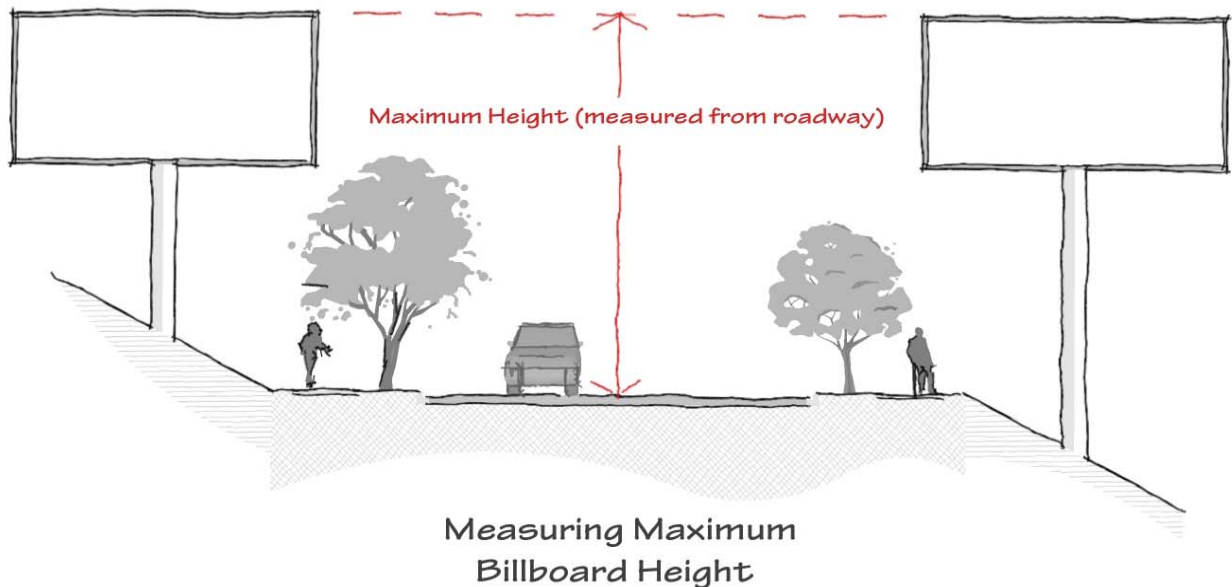 Maximum Height (measured from roadway)
Measuring Maximum
Billboard Height